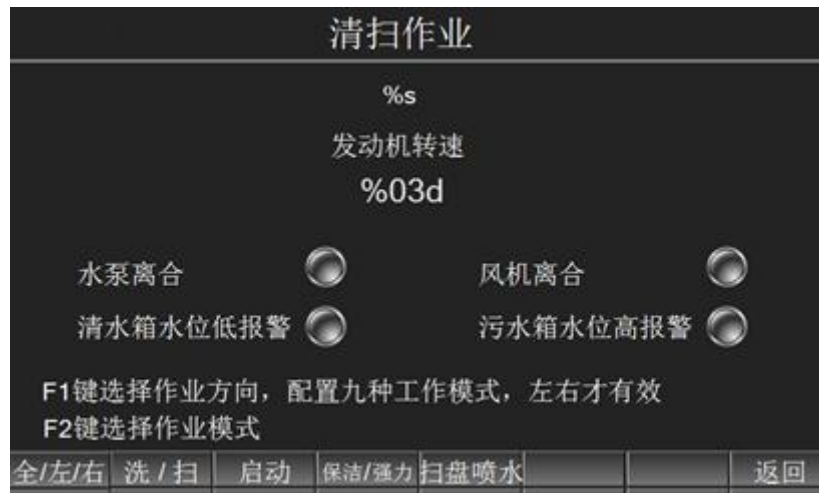 清扫作业
%s
发动机转速
%03d
水泵离合 风机离合
清水箱水位低报警 污水箱水位高报警
F1键选择作业方向，配置九种工作模式，左右才有效
F2键选择作业模式
全/左/右 洗 / 扫 启动 保洁/强力 扫盘喷水 返回